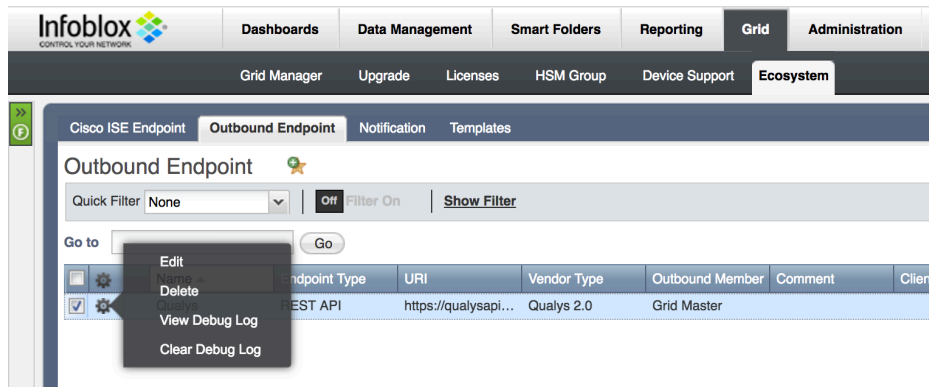 Infoblox
CONTROL YOUR NETWORK
Dashboards Data Management Smart Folders Reporting Grid Administration
Grid Manager Upgrade Licenses HSM Group Device Support Ecosystem
Cisco ISE Endpoint Outbound Endpoint Notification Templates
Outbound Endpoint
Quick Filter None Off Filter On Show Filter
Go to Go
Name Endpoint Type URI Vendor Type Outbound Member Comment Clien
Qualys REST API https://qualysapi... Qualys 2.0 Grid Master
Edit
Delete
View Debug Log
Clear Debug Log